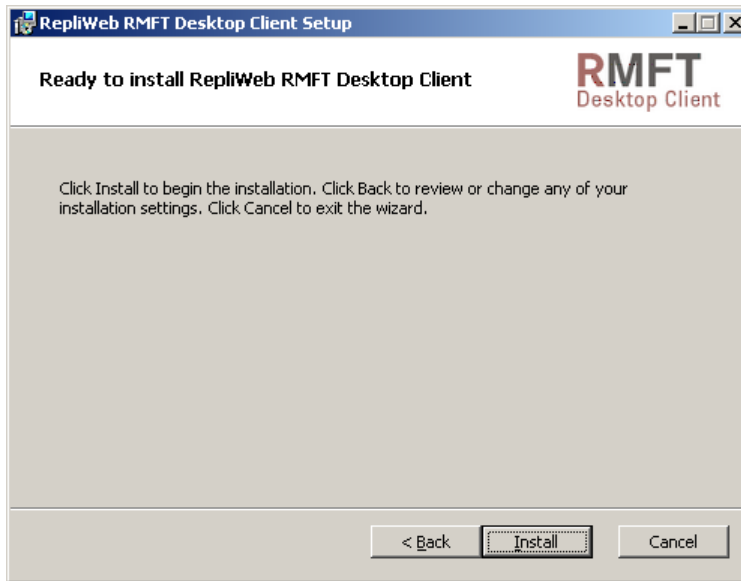 RepliWeb RMFT Desktop Client Setup
Ready to install RepliWeb RMFT Desktop Client
RMFT
Desktop Client
Click Install to begin the installation. Click Back to review or change any of your
installation settings. Click Cancel to exit the wizard.
< Back
Install
Cancel